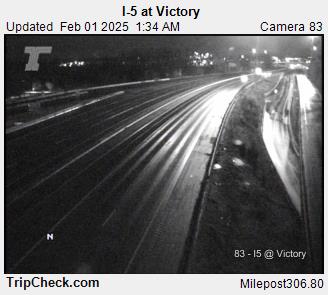 I-5 at Victory
Updated  Feb 01 2025  1:34 AM
Camera 83
T
N
83 - I5 @ Victory
TripCheck.com
Milepost306.80